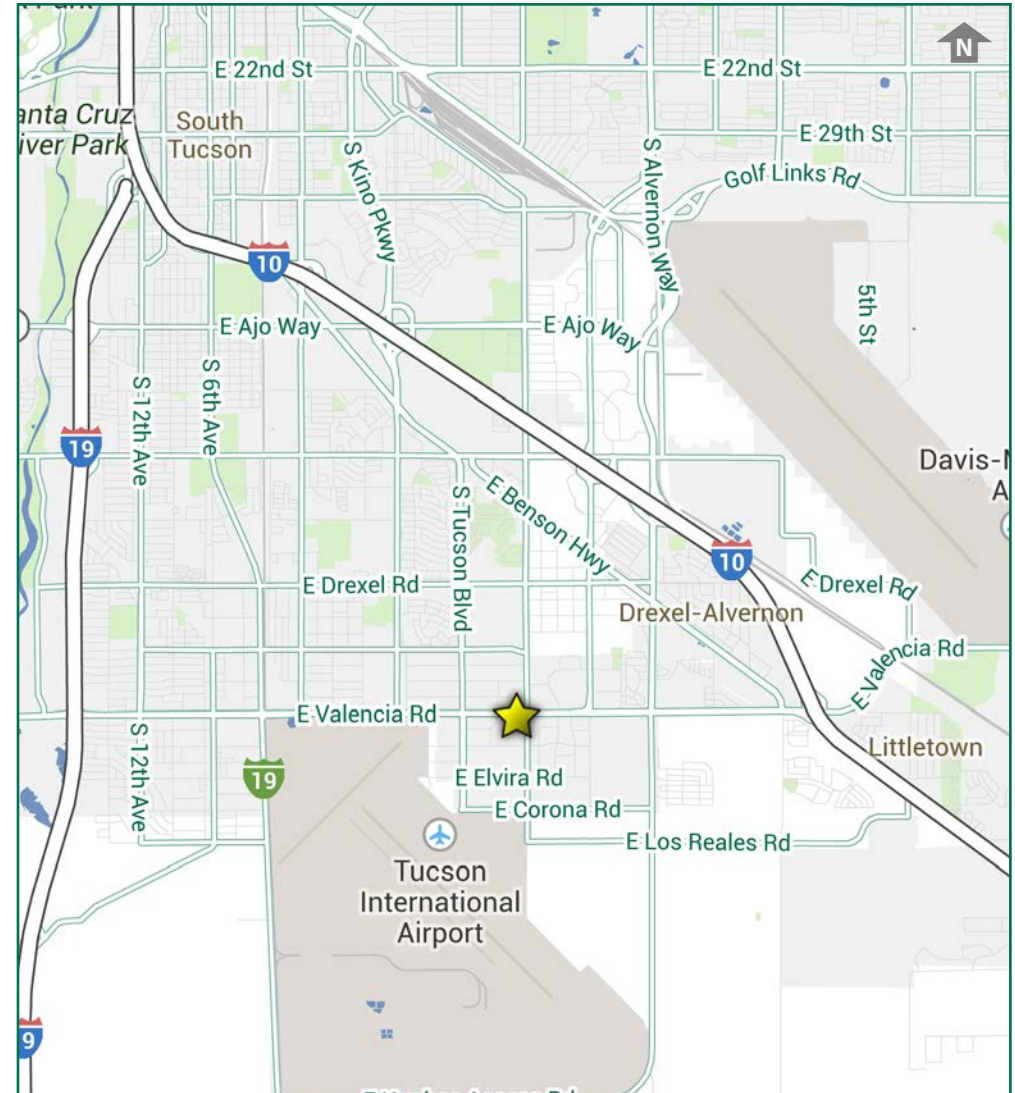 N
E 22nd St
E 22nd St
anta Cruz
iver Park
South
Tucson
E 29th St
S Kino Pkwy
S Alvernon Way
Golf Links Rd
10
5th St
E Ajo Way
E Ajo Way
S 6th Ave
S 12th Ave
19
Davis-M
A
S Tucson Blvd
E Benson Hwy
10
E Drexel Rd
E Drexel Rd
Drexel-Alvernon
E Valencia Rd
E Valencia Rd
S 12th Ave
Littletown
19
E Elvira Rd
E Corona Rd
E Los Reales Rd
Tucson
International
Airport
9